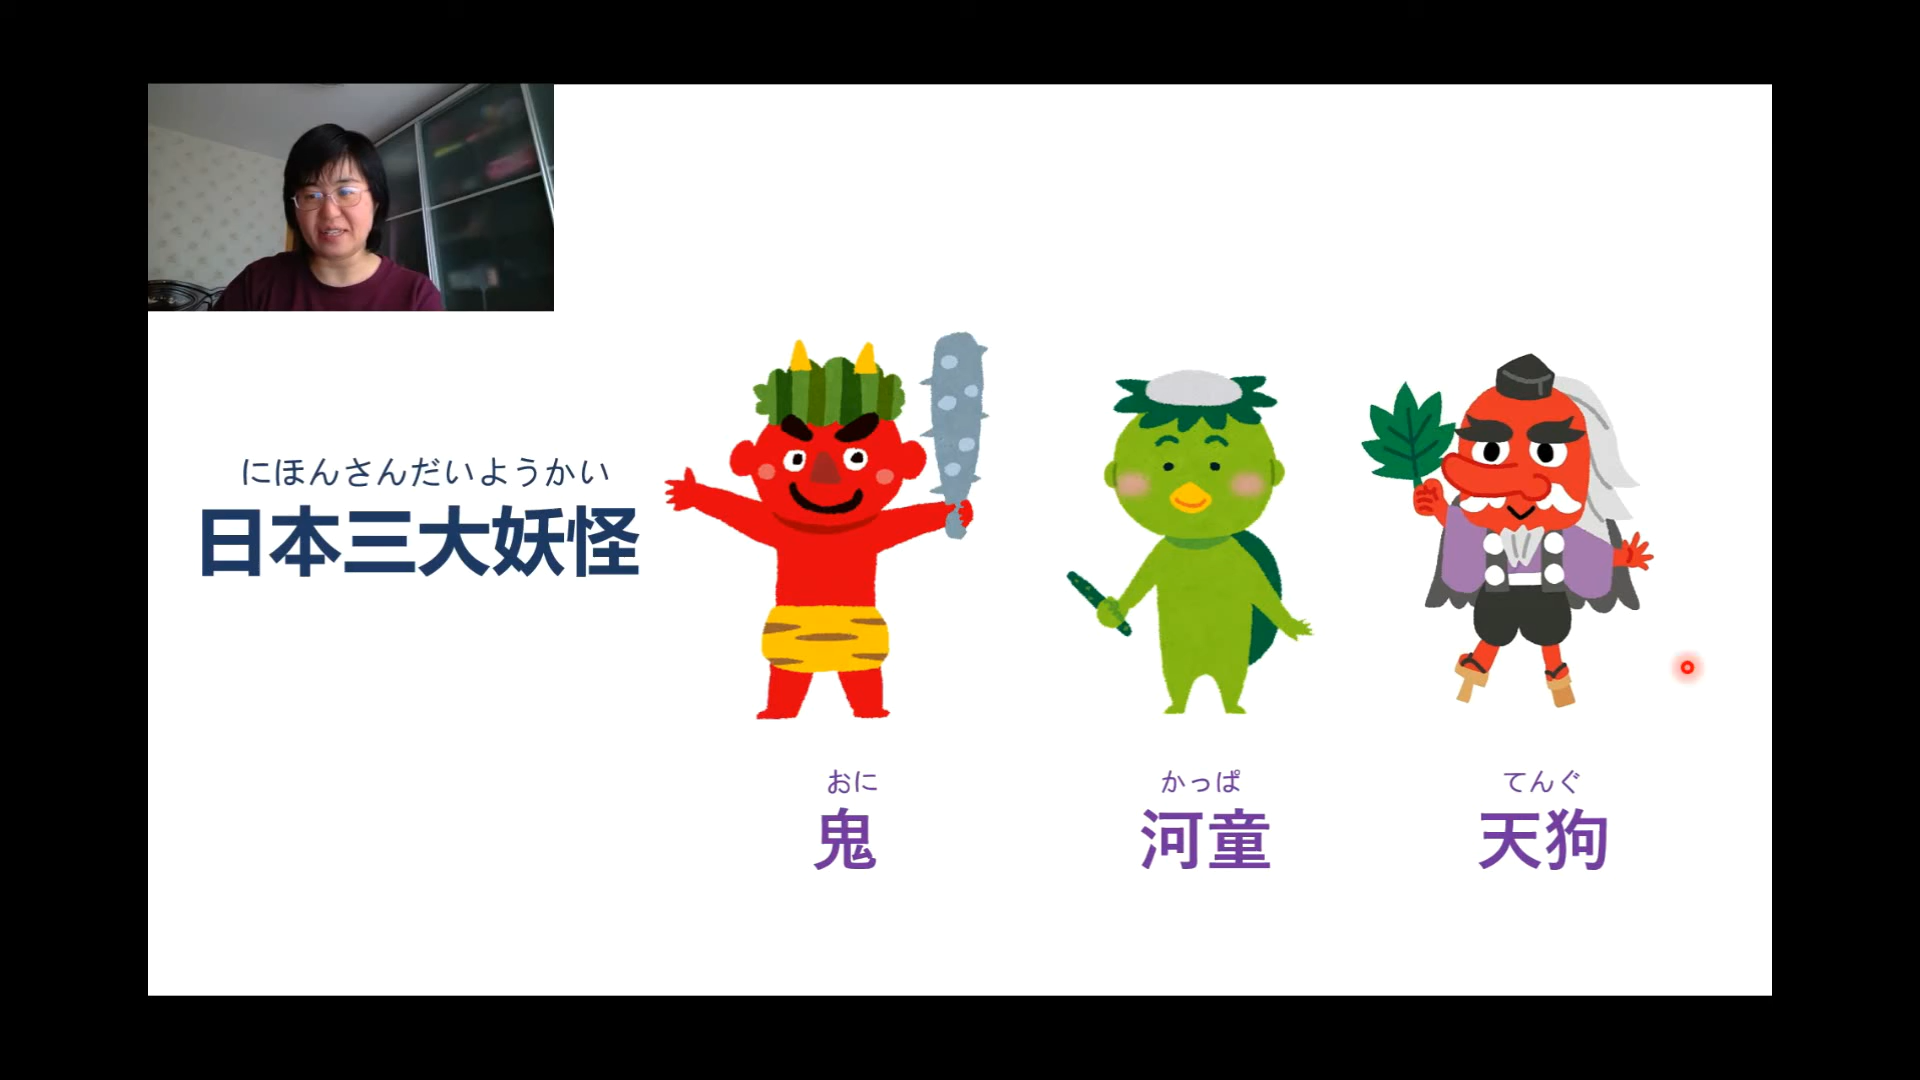 にほんさんだいようかい
日本三大妖怪
おに
鬼
かっぱ
河童
てんぐ
天狗